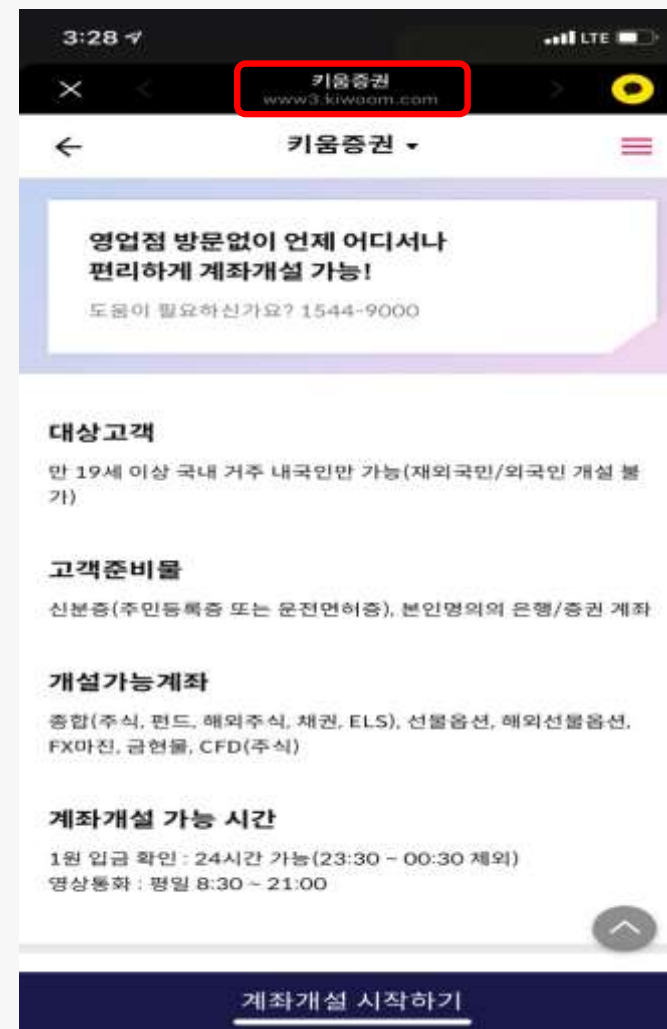 3:28
LTE
키움증권
www3.kiwoom.com
키움증권
영업점 방문없이 언제 어디서나
편리하게 계좌개설 가능!
도움이 필요하신가요? 1544-9000
대상고객
만 19세 이상 국내 거주 내국인만 가능(재외국민/외국인 개설 불
가)
고객준비물
신분증(주민등록증 또는 운전면허증), 본인명의의 은행/증권 계좌
개설가능계좌
종합(주식, 펀드, 해외주식, 채권, ELS), 선물옵션, 해외선물옵션,
FX마진, 금현물, CFD(주식)
계좌개설 가능 시간
1원 입금 확인 : 24시간 가능(23:30 ~ 00:30 제외)
영상통화 : 평일 8:30 ~ 21:00
계좌개설 시작하기